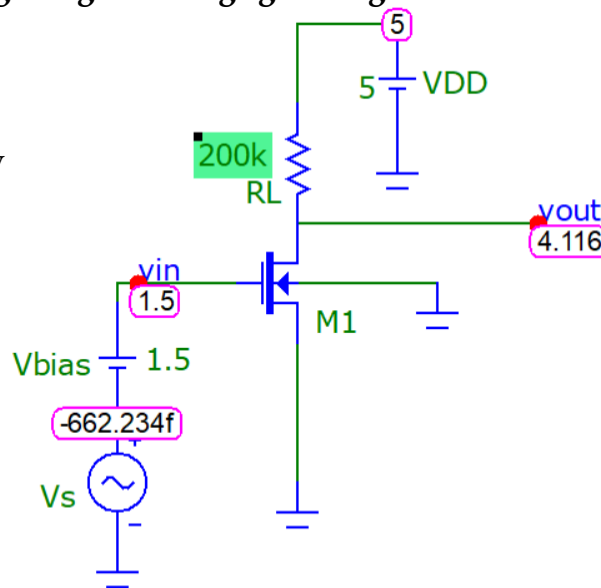 5
5 VDD
200k
RL
vout
4.116
vin
1.5
M1
Vbias 1.5
-662.234f
+
Vs
−